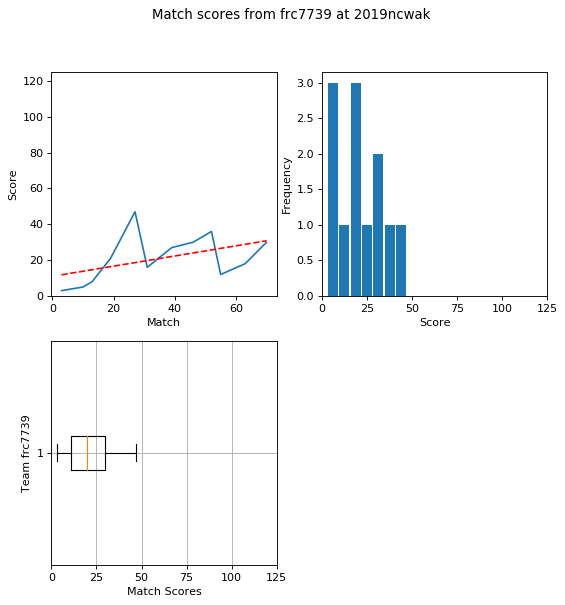 Match scores from frc7739 at 2019ncwak
120
100
80
60
40
20
0
Score
0 20 40 60
Match
3.0
2.5
2.0
1.5
1.0
0.5
0.0
Frequency
0 25 50 75 100 125
Score
1
Team frc7739
0 25 50 75 100 125
Match Scores